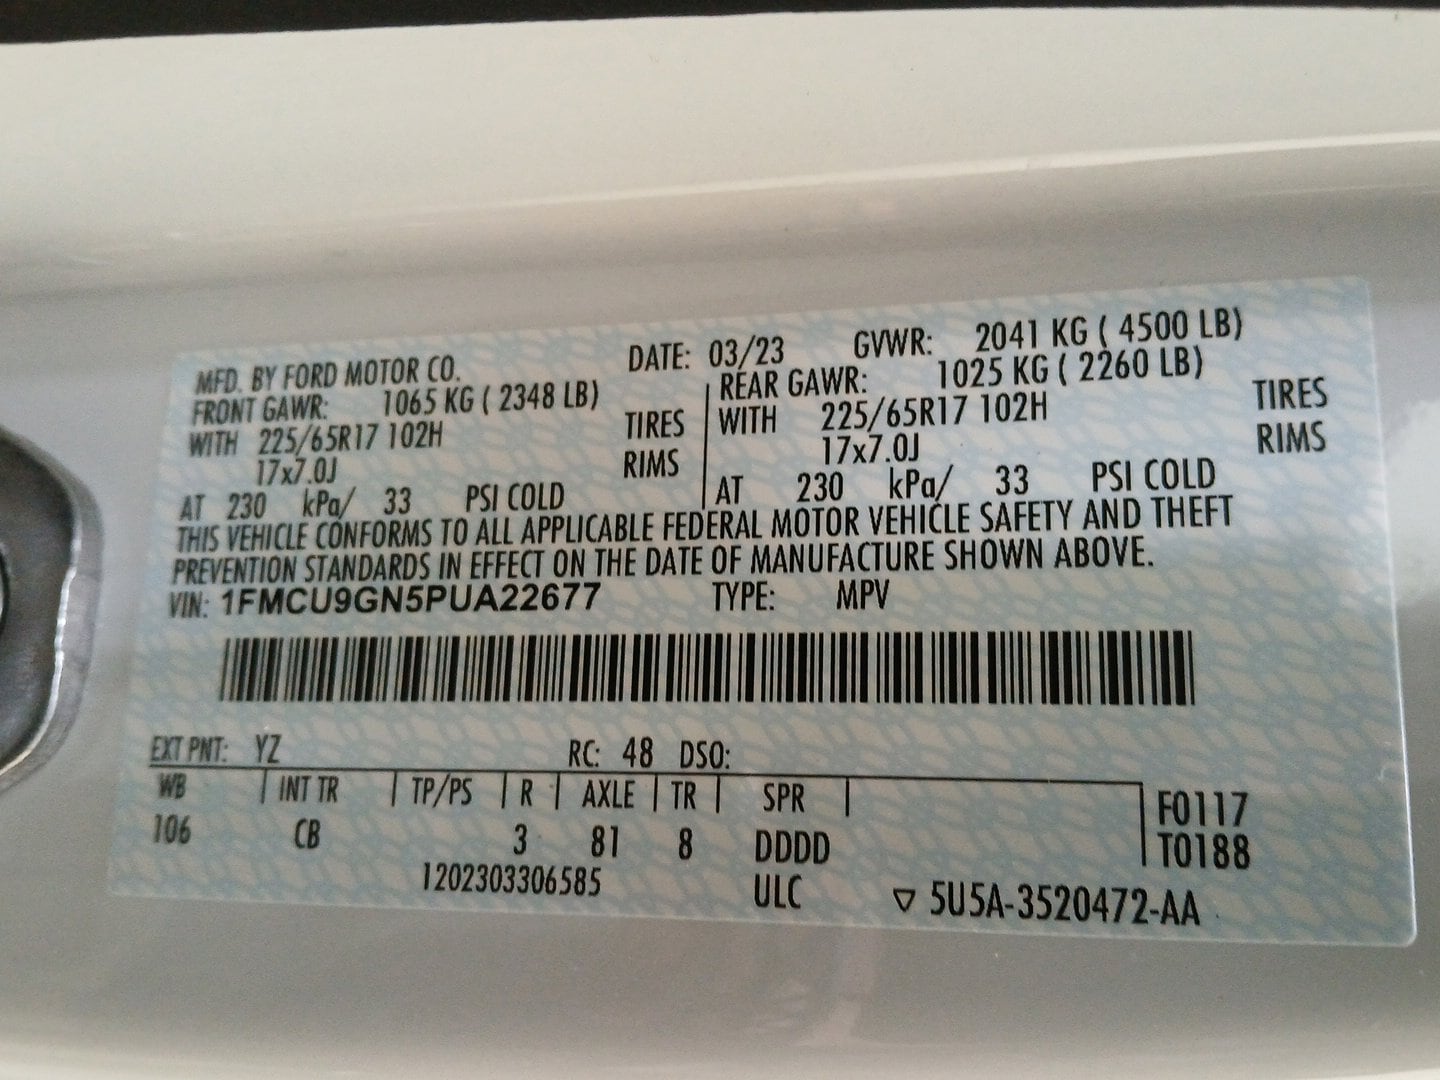 MFD. BY FORD MOTOR CO. DATE: 03/23 GVWR: 2041 KG ( 4500 LB)
FRONT GAWR: 1065 KG ( 2348 LB) REAR GAWR: 1025 KG ( 2260 LB)
WITH 225/65R17 102H TIRES WITH 225/65R17 102H TIRES
17x7.0J RIMS 17x7.0J RIMS
AT 230 kPa/ 33 PSI COLD AT 230 kPa/ 33 PSI COLD
THIS VEHICLE CONFORMS TO ALL APPLICABLE FEDERAL MOTOR VEHICLE SAFETY AND THEFT
PREVENTION STANDARDS IN EFFECT ON THE DATE OF MANUFACTURE SHOWN ABOVE.
VIN: 1FMCU9GN5PUA22677 TYPE: MPV
EXT PNT: YZ RC: 48 DSO:
WB INT TR TP/PS R AXLE TR SPR F0117
106 CB 3 81 8 DDDD T0188
1202303306585 ULC ▽ 5U5A-3520472-AA